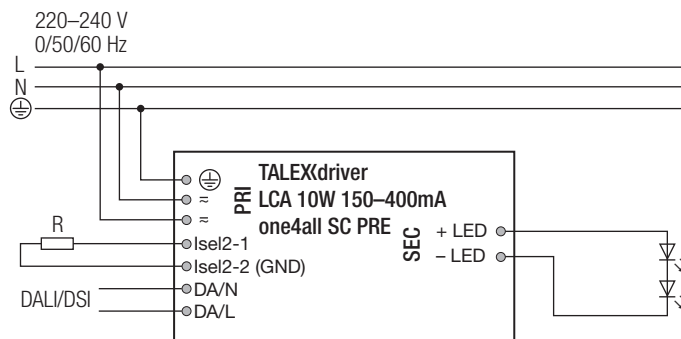 220–240 V
0/50/60 Hz
L
N
TALEXXdriver
LCA 10W 150–400mA
one4all SC PRE
PRI
≂
≂
R
Isel2-1
Isel2-2 (GND)
DALI/DSI
DA/N
DA/L
SEC
+ LED
– LED